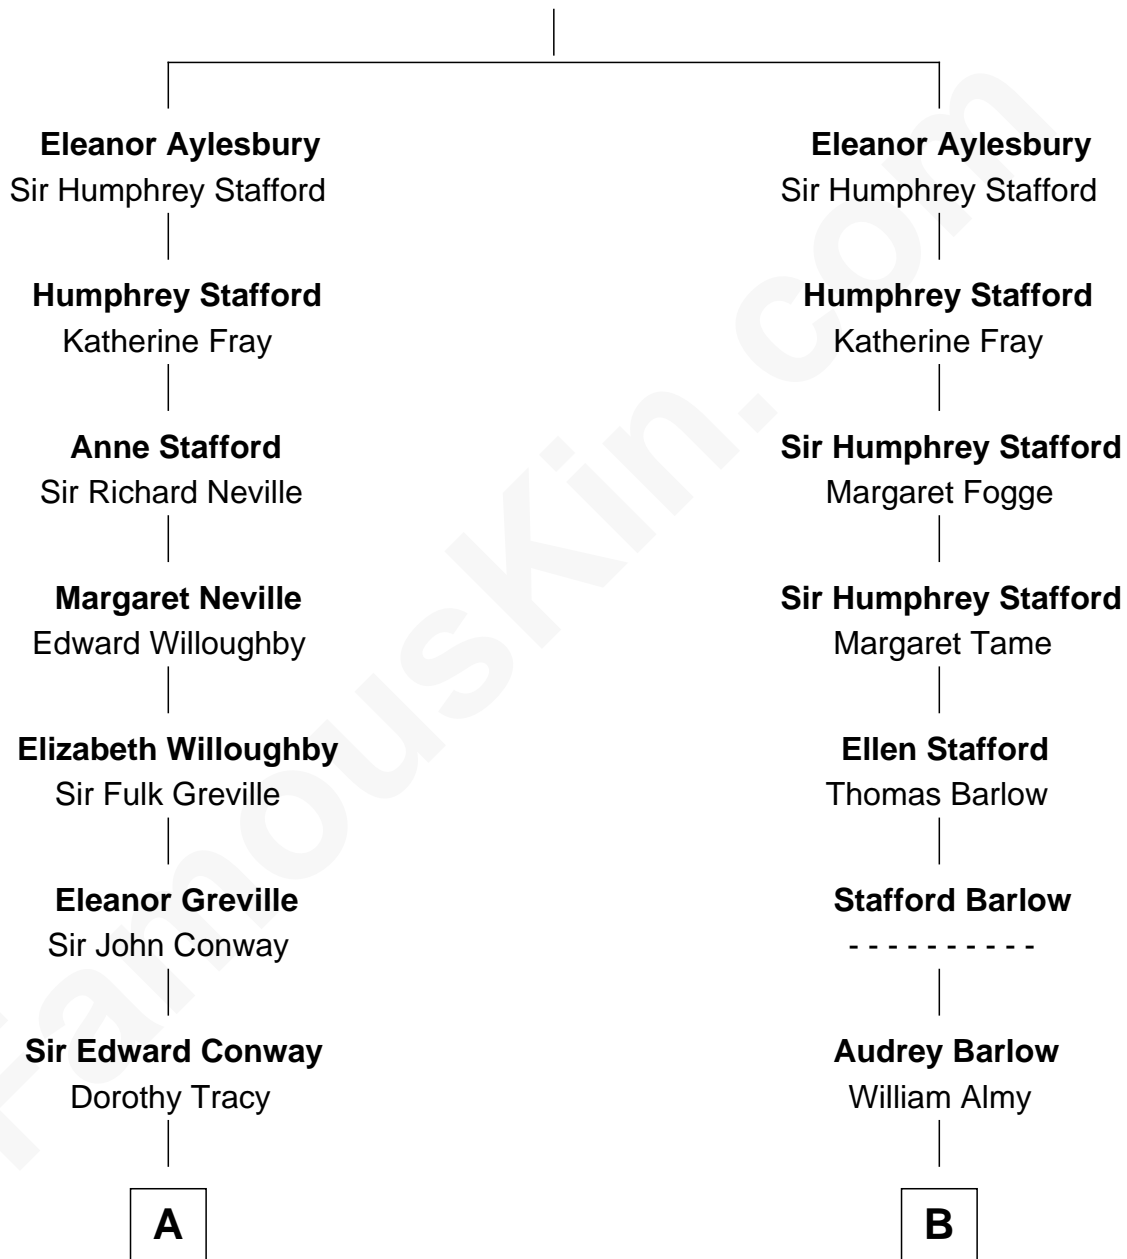 Eleanor Aylesbury
Sir Humphrey Stafford
Humphrey Stafford
Katherine Fray
Anne Stafford
Sir Richard Neville
Margaret Neville
Edward Willoughby
Elizabeth Willoughby
Sir Fulk Greville
Eleanor Greville
Sir John Conway
Sir Edward Conway
Dorothy Tracy
A
Eleanor Aylesbury
Sir Humphrey Stafford
Humphrey Stafford
Katherine Fray
Sir Humphrey Stafford
Margaret Fogge
Sir Humphrey Stafford
Margaret Tame
Ellen Stafford
Thomas Barlow
Stafford Barlow
- - - - - - - - - -
Audrey Barlow
William Almy
B
FamousKin.com